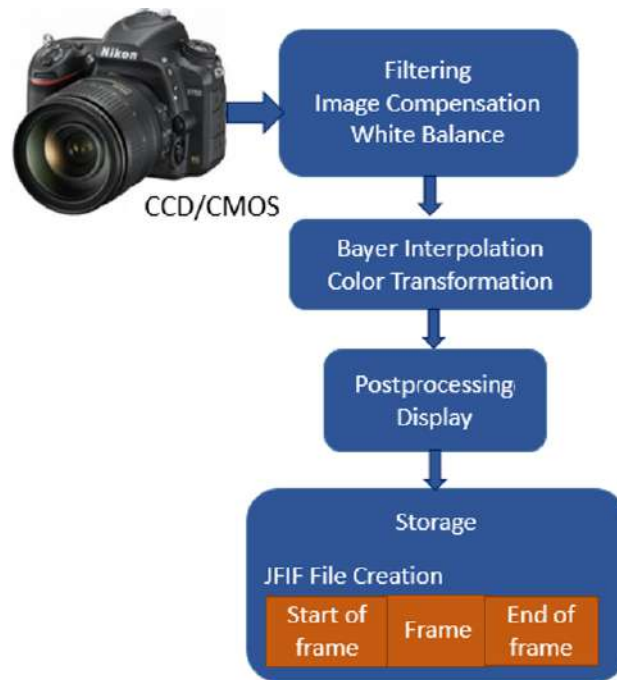 Nikon
CCD/CMOS
Filtering
Image Compensation
White Balance
Bayer Interpolation
Color Transformation
Postprocessing
Display
Storage
JFIF File Creation
Start of
frame
Frame
End of
frame